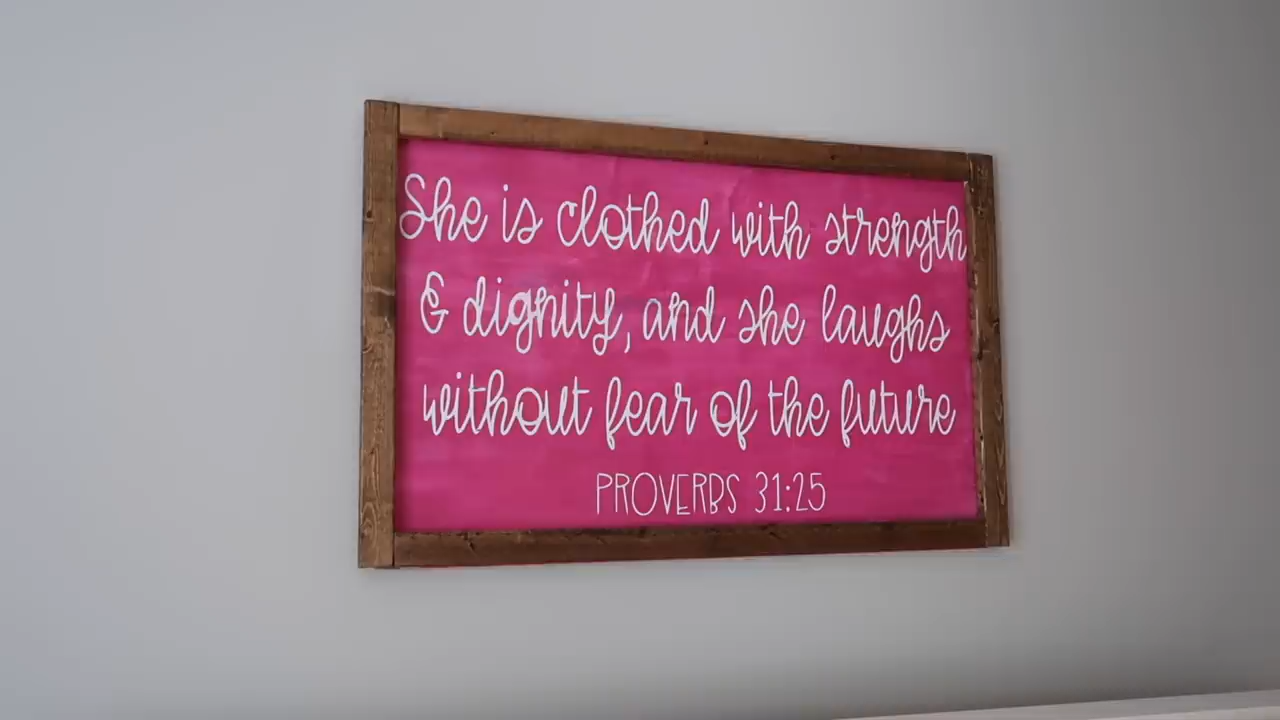 She is clothed with strength
& dignity, and she laughs
without fear of the future
PROVERBS 31:25